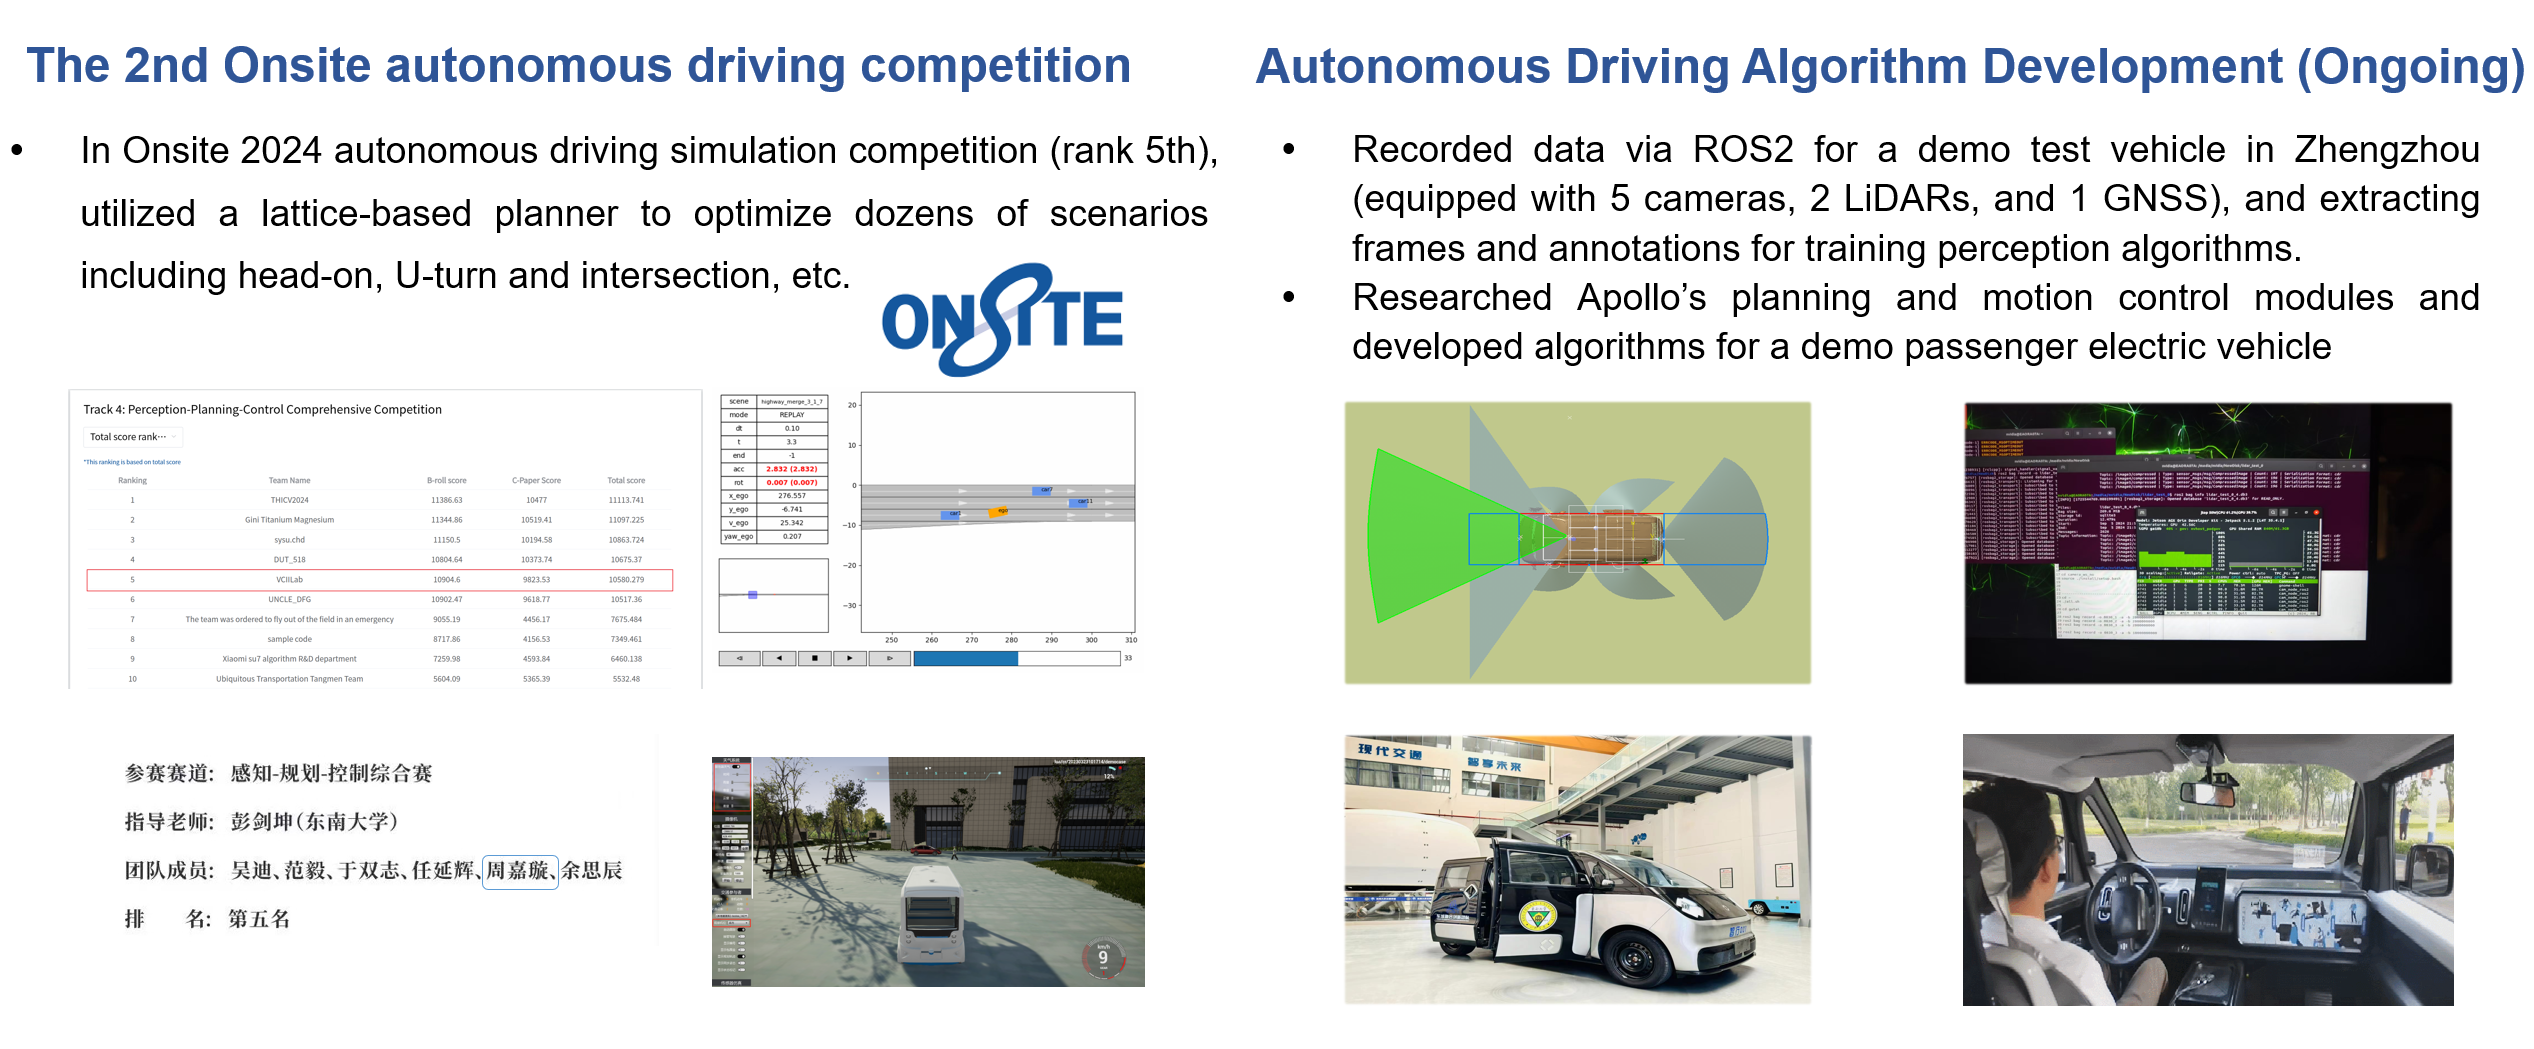 The 2nd Onsite autonomous driving competition
• In Onsite 2024 autonomous driving simulation competition (rank 5th),
utilized a lattice-based planner to optimize dozens of scenarios
including head-on, U-turn and intersection, etc.
ONSITE
Track 4: Perception-Planning-Control Comprehensive Competition
Total score rank···
*This ranking is based on total score
Ranking Team Name B-roll score C-Paper Score Total score
1 THICV2024 11386.63 10477 11113.741
2 Gini Titanium Magnesium 11344.86 10519.41 11097.225
3 sysu.chd 11150.5 10194.58 10863.724
4 DUT_518 10804.64 10373.74 10675.37
5 VCIILab 10904.6 9823.53 10580.279
6 UNCLE_DFG 10902.47 9618.77 10517.36
7 The team was ordered to fly out of the field in an emergency 9055.19 4456.17 7675.484
8 sample code 8717.86 4156.53 7349.461
9 Xiaomi su7 algorithm R&D department 7259.98 4593.84 6460.138
10 Ubiquitous Transportation Tangmen Team 5604.09 5365.39 5532.48
scene highway_merge_3_1_7
mode REPLAY
dt 0.10
t 3.3
end -1
acc 2.832 (2.832)
rot 0.007 (0.007)
x_ego 276.557
y_ego -6.741
v_ego 25.342
yaw_ego 0.207
20
10
0
−10
−20
−30
250 260 270 280 290 300 310
car7
car11
ego
33
参赛赛道: 感知-规划-控制综合赛
指导老师: 彭剑坤(东南大学)
团队成员: 吴迪、范毅、于双志、任延辉、周嘉璇、余思辰
排 名: 第五名
12%
km/h
9
Autonomous Driving Algorithm Development (Ongoing)
• Recorded data via ROS2 for a demo test vehicle in Zhengzhou
(equipped with 5 cameras, 2 LiDARs, and 1 GNSS), and extracting
frames and annotations for training perception algorithms.
• Researched Apollo’s planning and motion control modules and
developed algorithms for a demo passenger electric vehicle
现代交通
智享未来